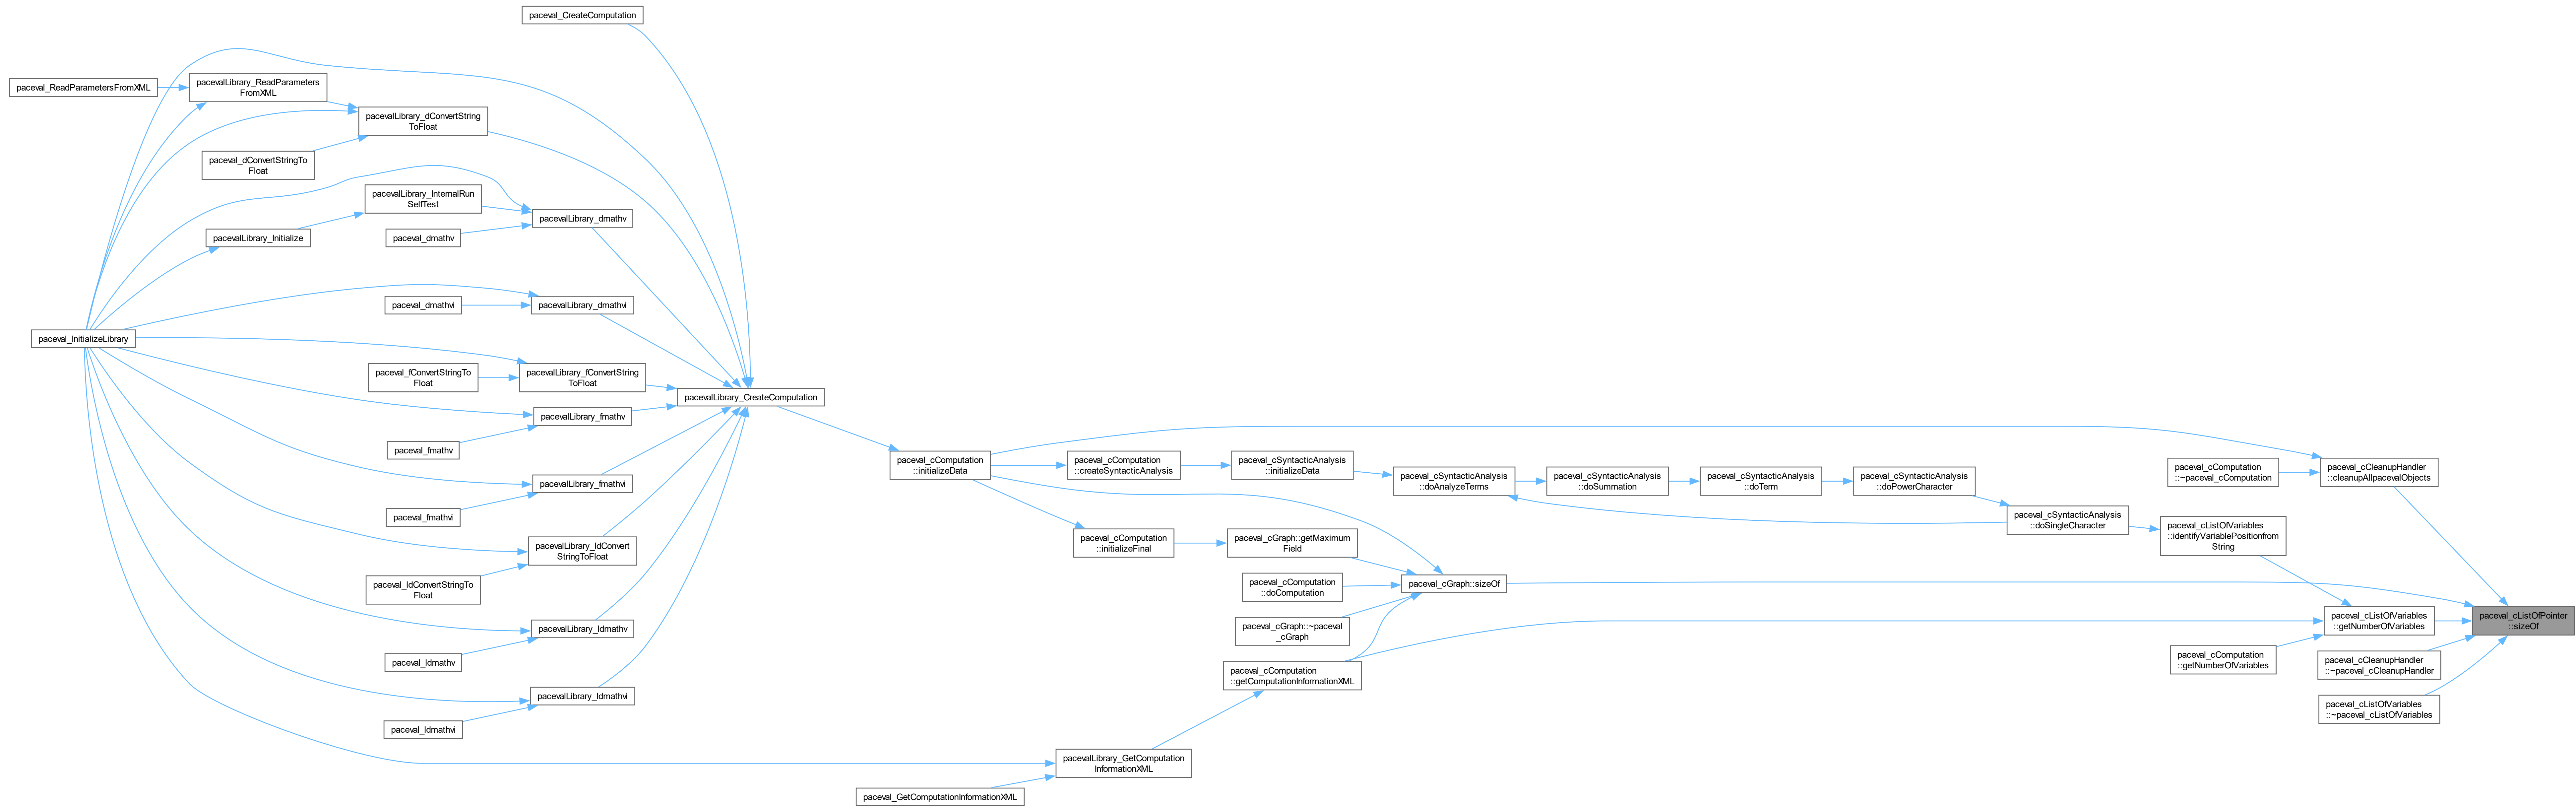 paceval_CreateComputation
paceval_ReadParametersFromXML
pacevalLibrary_ReadParameters
FromXML
pacevalLibrary_dConvertString
ToFloat
paceval_dConvertStringTo
Float
pacevalLibrary_InternalRun
SelfTest
pacevalLibrary_dmathv
pacevalLibrary_Initialize
paceval_dmathv
paceval_dmathvi
pacevalLibrary_dmathvi
paceval_InitializeLibrary
paceval_fConvertStringTo
Float
pacevalLibrary_fConvertString
ToFloat
pacevalLibrary_CreateComputation
pacevalLibrary_fmathv
paceval_fmathv
pacevalLibrary_fmathvi
paceval_fmathvi
pacevalLibrary_ldConvert
StringToFloat
paceval_ldConvertStringTo
Float
pacevalLibrary_ldmathv
paceval_ldmathv
pacevalLibrary_ldmathvi
paceval_ldmathvi
paceval_cComputation
::initializeData
paceval_cComputation
::createSyntacticAnalysis
paceval_cSyntacticAnalysis
::initializeData
paceval_cSyntacticAnalysis
::doAnalyzeTerms
paceval_cSyntacticAnalysis
::doSummation
paceval_cSyntacticAnalysis
::doTerm
paceval_cSyntacticAnalysis
::doPowerCharacter
paceval_cSyntacticAnalysis
::doSingleCharacter
paceval_cComputation
::~paceval_cComputation
paceval_cCleanupHandler
::cleanupAllpacevalObjects
paceval_cListOfVariables
::identifyVariablePositionfrom
String
paceval_cComputation
::initializeFinal
paceval_cGraph::getMaximum
Field
paceval_cComputation
::doComputation
paceval_cGraph::sizeOf
paceval_cGraph::~paceval
_cGraph
paceval_cListOfVariables
::getNumberOfVariables
paceval_cListOfPointer
::sizeOf
paceval_cComputation
::getNumberOfVariables
paceval_cCleanupHandler
::~paceval_cCleanupHandler
paceval_cListOfVariables
::~paceval_cListOfVariables
paceval_cComputation
::getComputationInformationXML
pacevalLibrary_GetComputation
InformationXML
paceval_GetComputationInformationXML